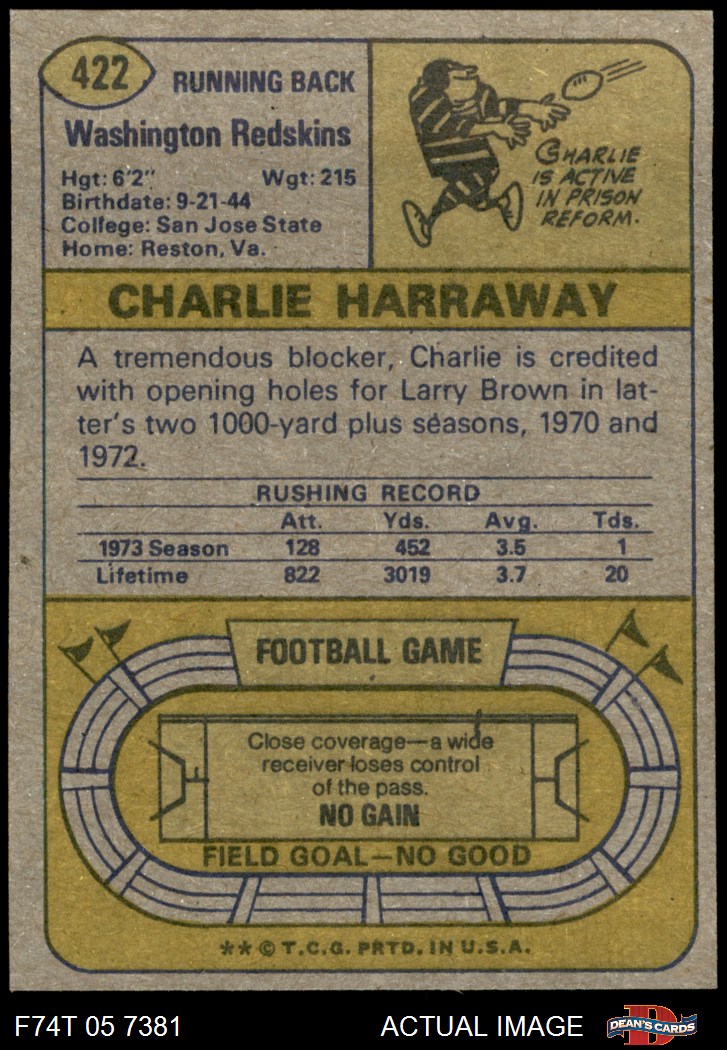 422
RUNNING BACK
Washington Redskins
Hgt: 6'2" Wgt: 215
Birthdate: 9-21-44
College: San Jose State
Home: Reston, Va.
CHARLIE
IS ACTIVE
IN PRISON
REFORM.
CHARLIE HARRAWAY
A tremendous blocker, Charlie is credited
with opening holes for Larry Brown in lat-
ter's two 1000-yard plus seasons, 1970 and
1972.
RUSHING RECORD
Att. Yds. Avg. Tds.
1973 Season 128 452 3.5 1
Lifetime 822 3019 3.7 20
FOOTBALL GAME
Close coverage—a wide
receiver loses control
of the pass.
NO GAIN
FIELD GOAL—NO GOOD
** © T.C.G. PRTD. IN U.S.A.
F74T 05 7381 ACTUAL IMAGE
D
DEAN'S CARDS